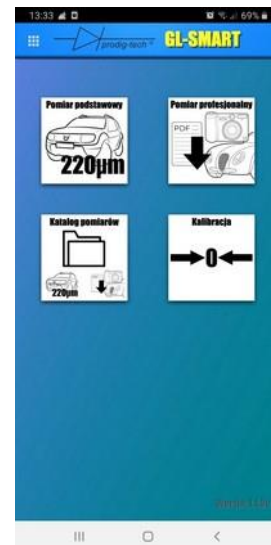 13:33
69%
prodig-tech ®
GL-SMART
Pomiar podstawowy
220µm
Pomiar profesjonalny
PDF
Katalog pomiarów
220µm
Kalibracja
0